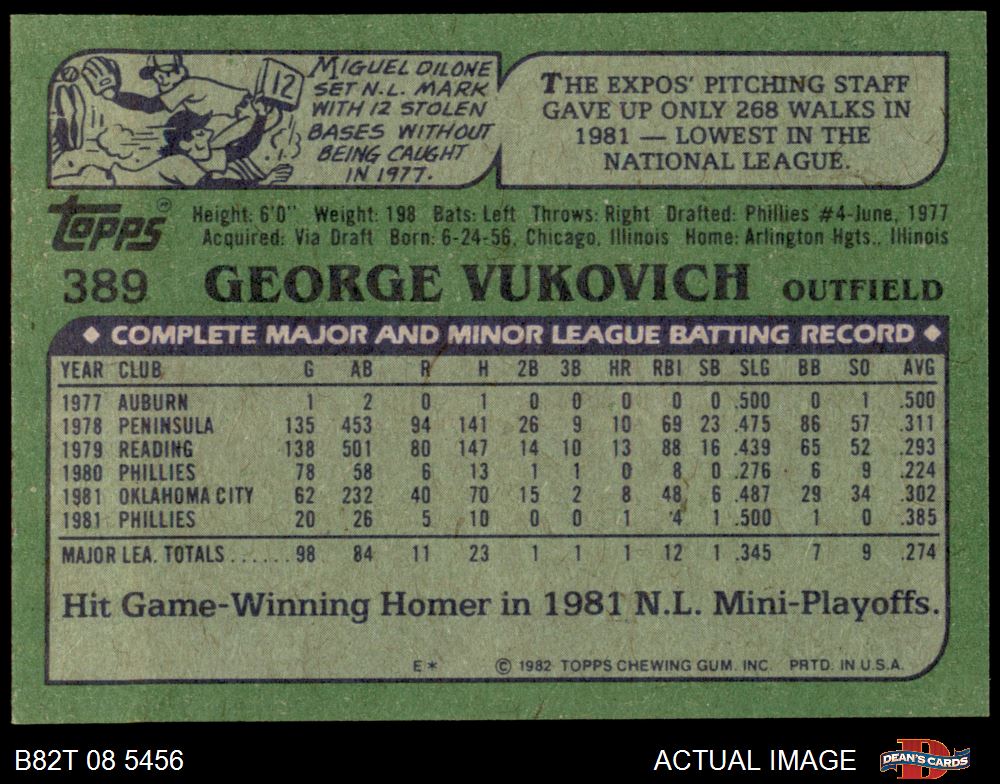 12
MIGUEL DILONE
SET N.L. MARK
WITH 12 STOLEN
BASES WITHOUT
BEING CAUGHT
IN 1977.
THE EXPOS' PITCHING STAFF
GAVE UP ONLY 268 WALKS IN
1981 — LOWEST IN THE
NATIONAL LEAGUE.
Topps ®
Height: 6'0" Weight: 198 Bats: Left Throws: Right Drafted: Phillies #4-June, 1977
Acquired: Via Draft Born: 6-24-56, Chicago, Illinois Home: Arlington Hgts., Illinois
389 GEORGE VUKOVICH OUTFIELD
◆ COMPLETE MAJOR AND MINOR LEAGUE BATTING RECORD ◆
YEAR CLUB G AB R H 2B 3B HR RBI SB SLG BB SO AVG
1977 AUBURN 1 2 0 1 0 0 0 0 0 .500 0 1 .500
1978 PENINSULA 135 453 94 141 26 9 10 69 23 .475 86 57 .311
1979 READING 138 501 80 147 14 10 13 88 16 .439 65 52 .293
1980 PHILLIES 78 58 6 13 1 1 0 8 0 .276 6 9 .224
1981 OKLAHOMA CITY 62 232 40 70 15 2 8 48 6 .487 29 34 .302
1981 PHILLIES 20 26 5 10 0 0 1 4 1 .500 1 0 .385
MAJOR LEA. TOTALS ...... 98 84 11 23 1 1 1 12 1 .345 7 9 .274
Hit Game-Winning Homer in 1981 N.L. Mini-Playoffs.
E* © 1982 TOPPS CHEWING GUM. INC. PRTD. IN U.S.A.
B82T 08 5456 ACTUAL IMAGE D DEAN'S CARDS